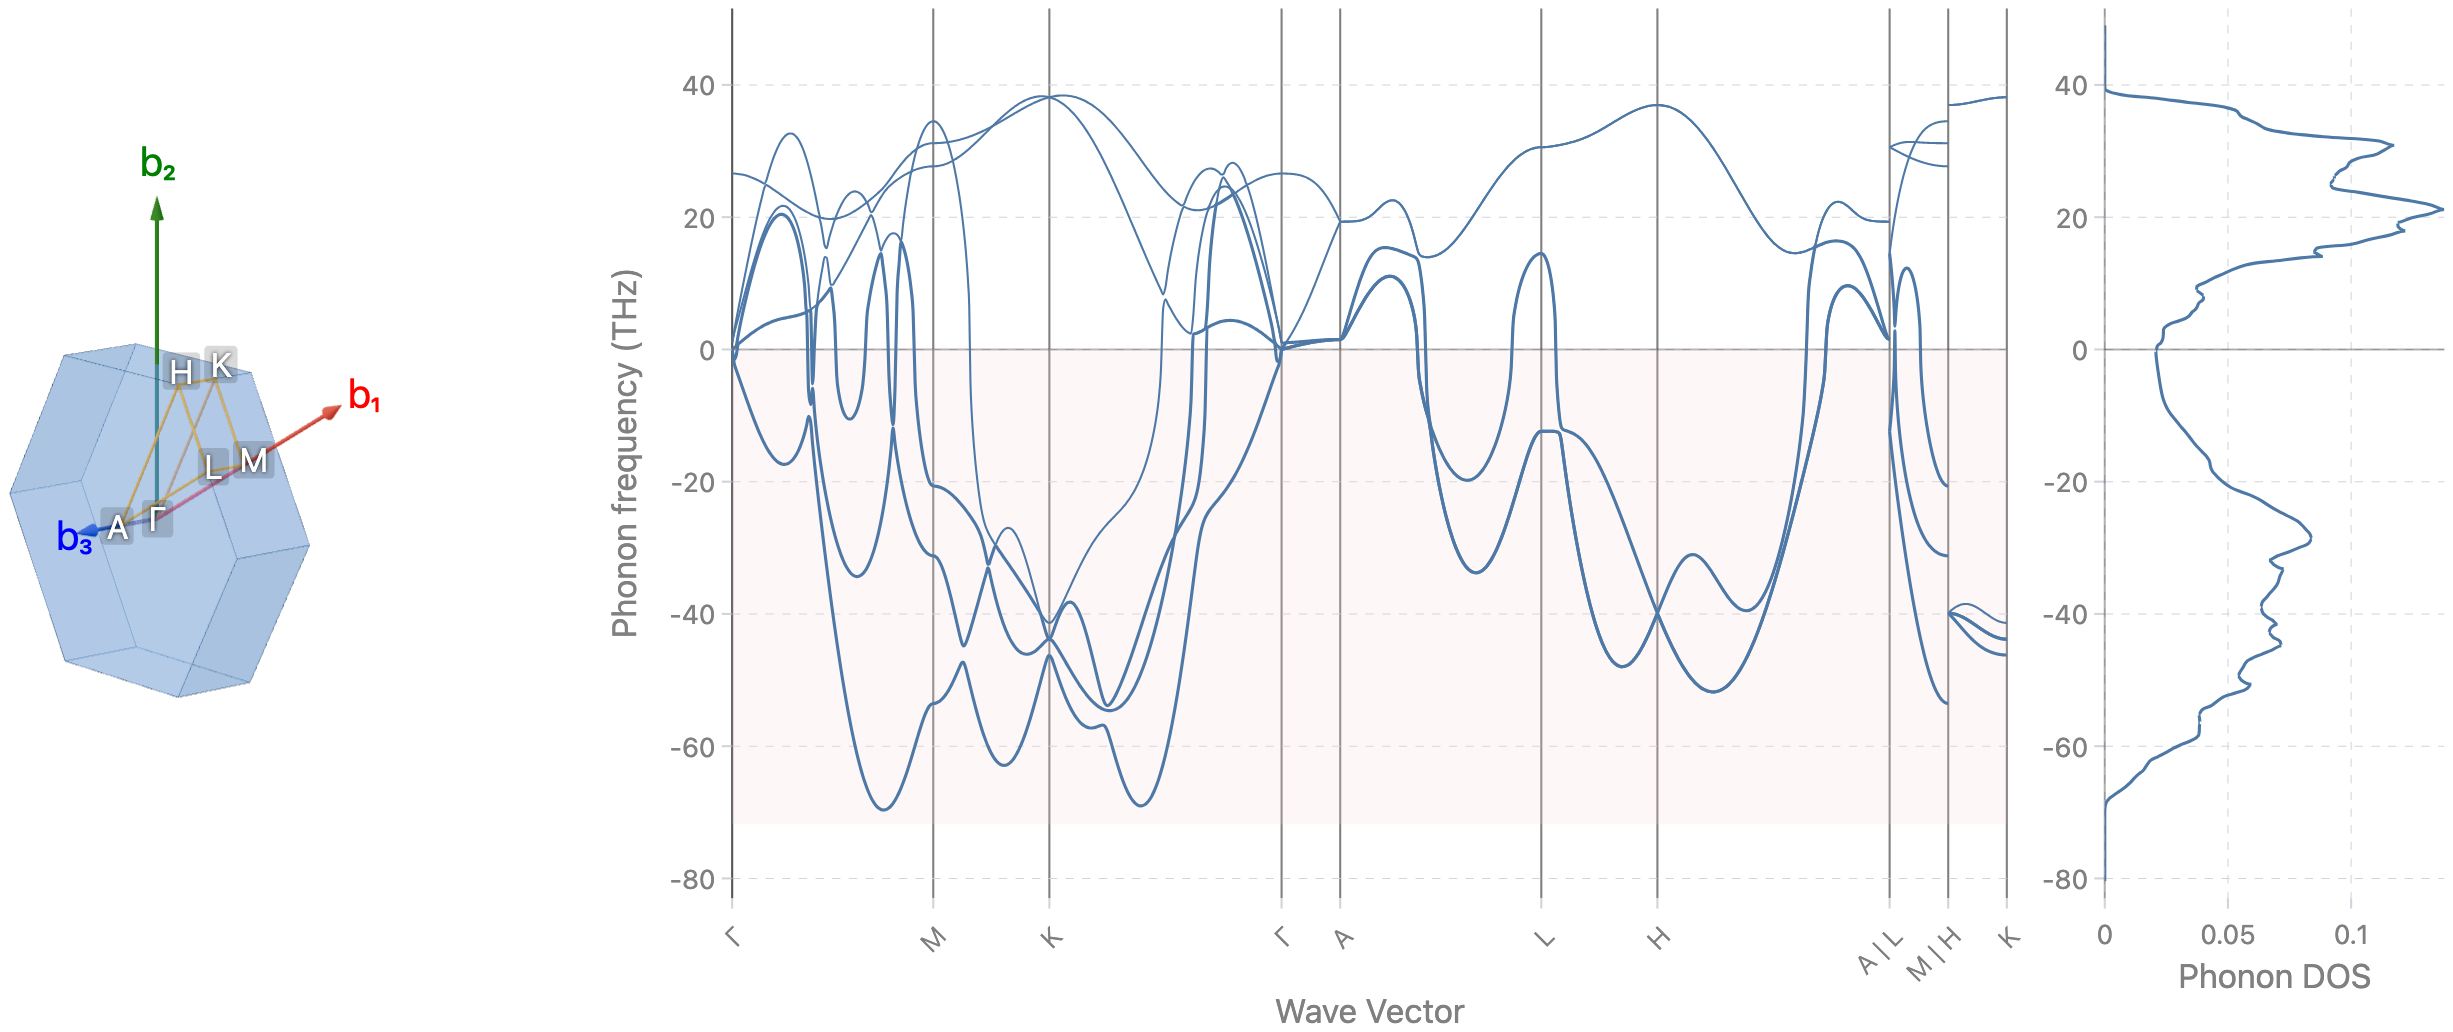 b₂
b₁
b₃
H
K
L
M
A
Γ
Phonon frequency (THz)
40
20
0
-20
-40
-60
-80
Γ
M
K
Γ
A
L
H
A|L
M|H
K
Wave Vector
40
20
0
-20
-40
-60
-80
0
0.05
0.1
Phonon DOS